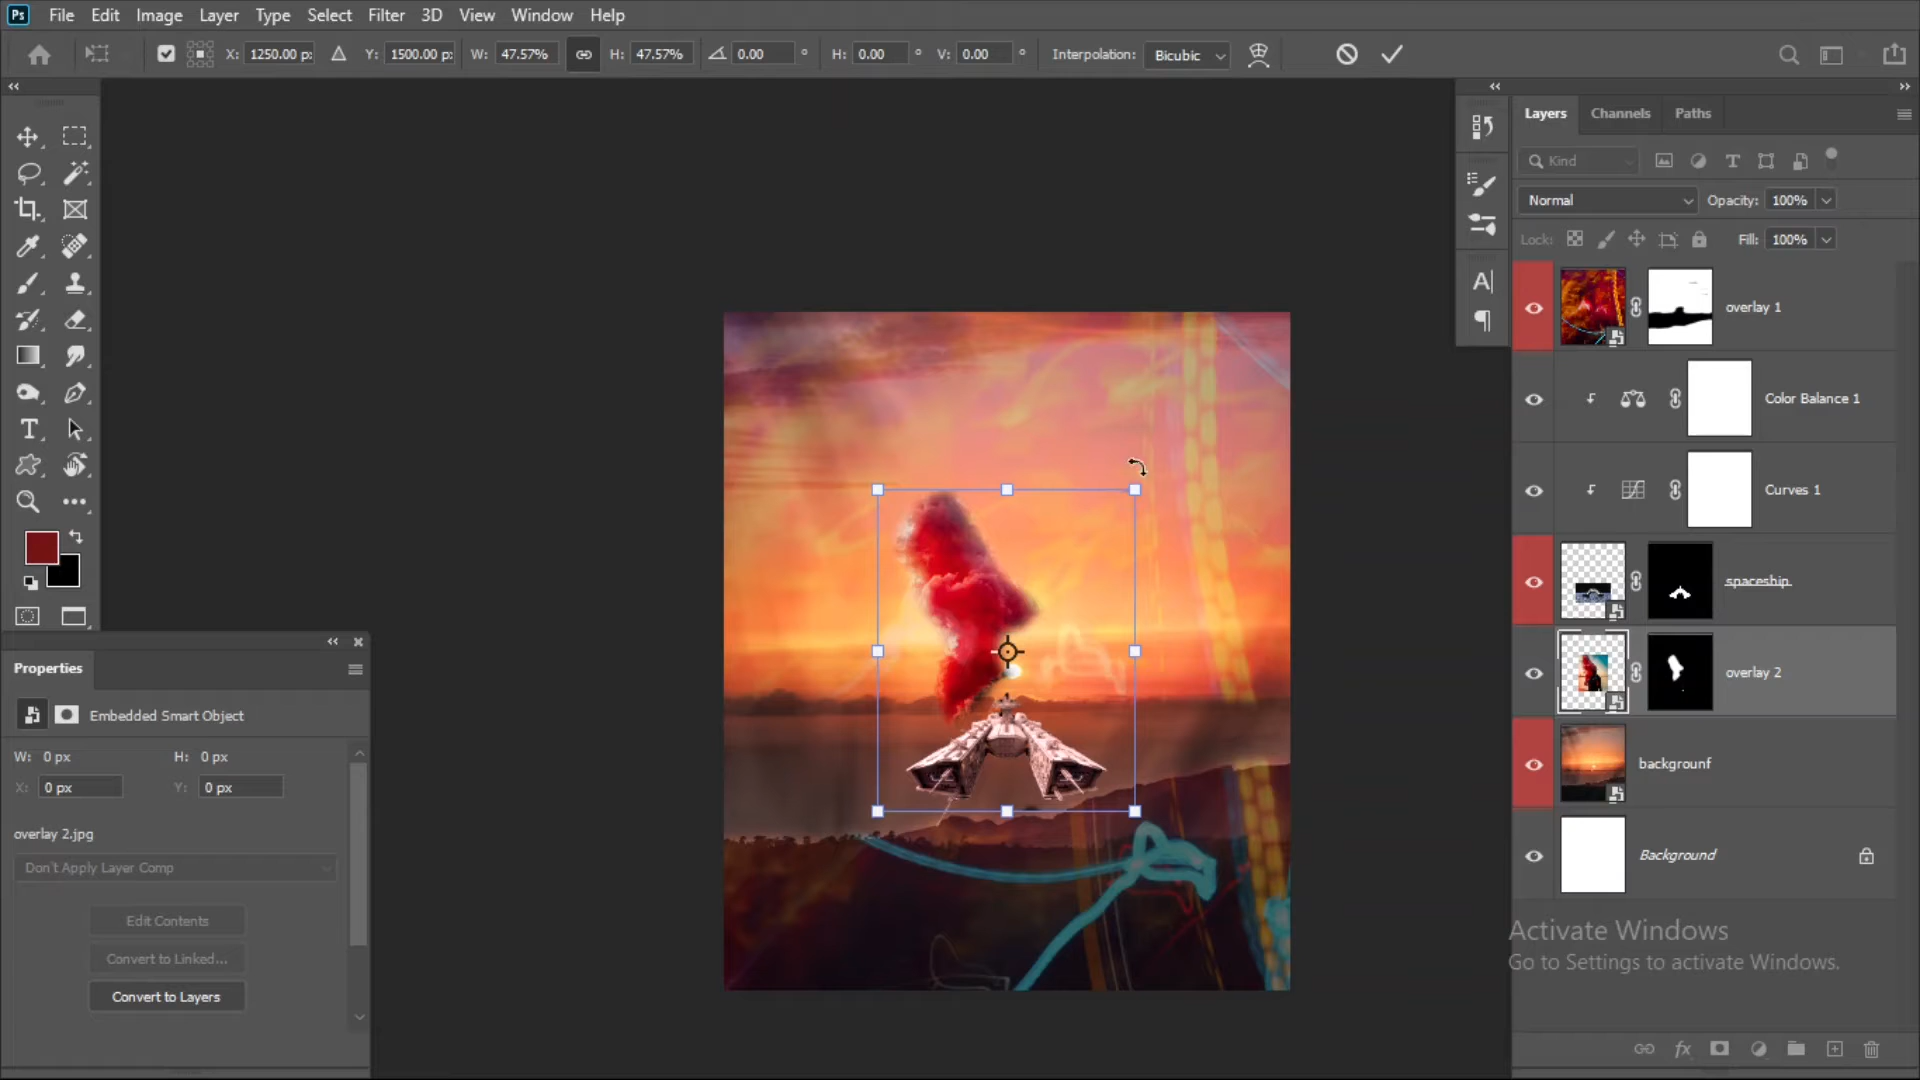 Ps File Edit Image Layer Type Select Filter 3D View Window Help
X: 1250.00 px Y: 1500.00 px W: 47.57% H: 47.57% 0.00 ° H: 0.00 ° V: 0.00 ° Interpolation: Bicubic
Layers Channels Paths
Kind
Normal Opacity: 100%
Lock: Fill: 100%
overlay 1
Color Balance 1
Curves 1
spaceship
overlay 2
backgrounf
Background
Properties
Embedded Smart Object
W: 0 px H: 0 px
X: 0 px Y: 0 px
overlay 2.jpg
Don't Apply Layer Comp
Edit Contents
Convert to Linked...
Convert to Layers
Activate Windows
Go to Settings to activate Windows.